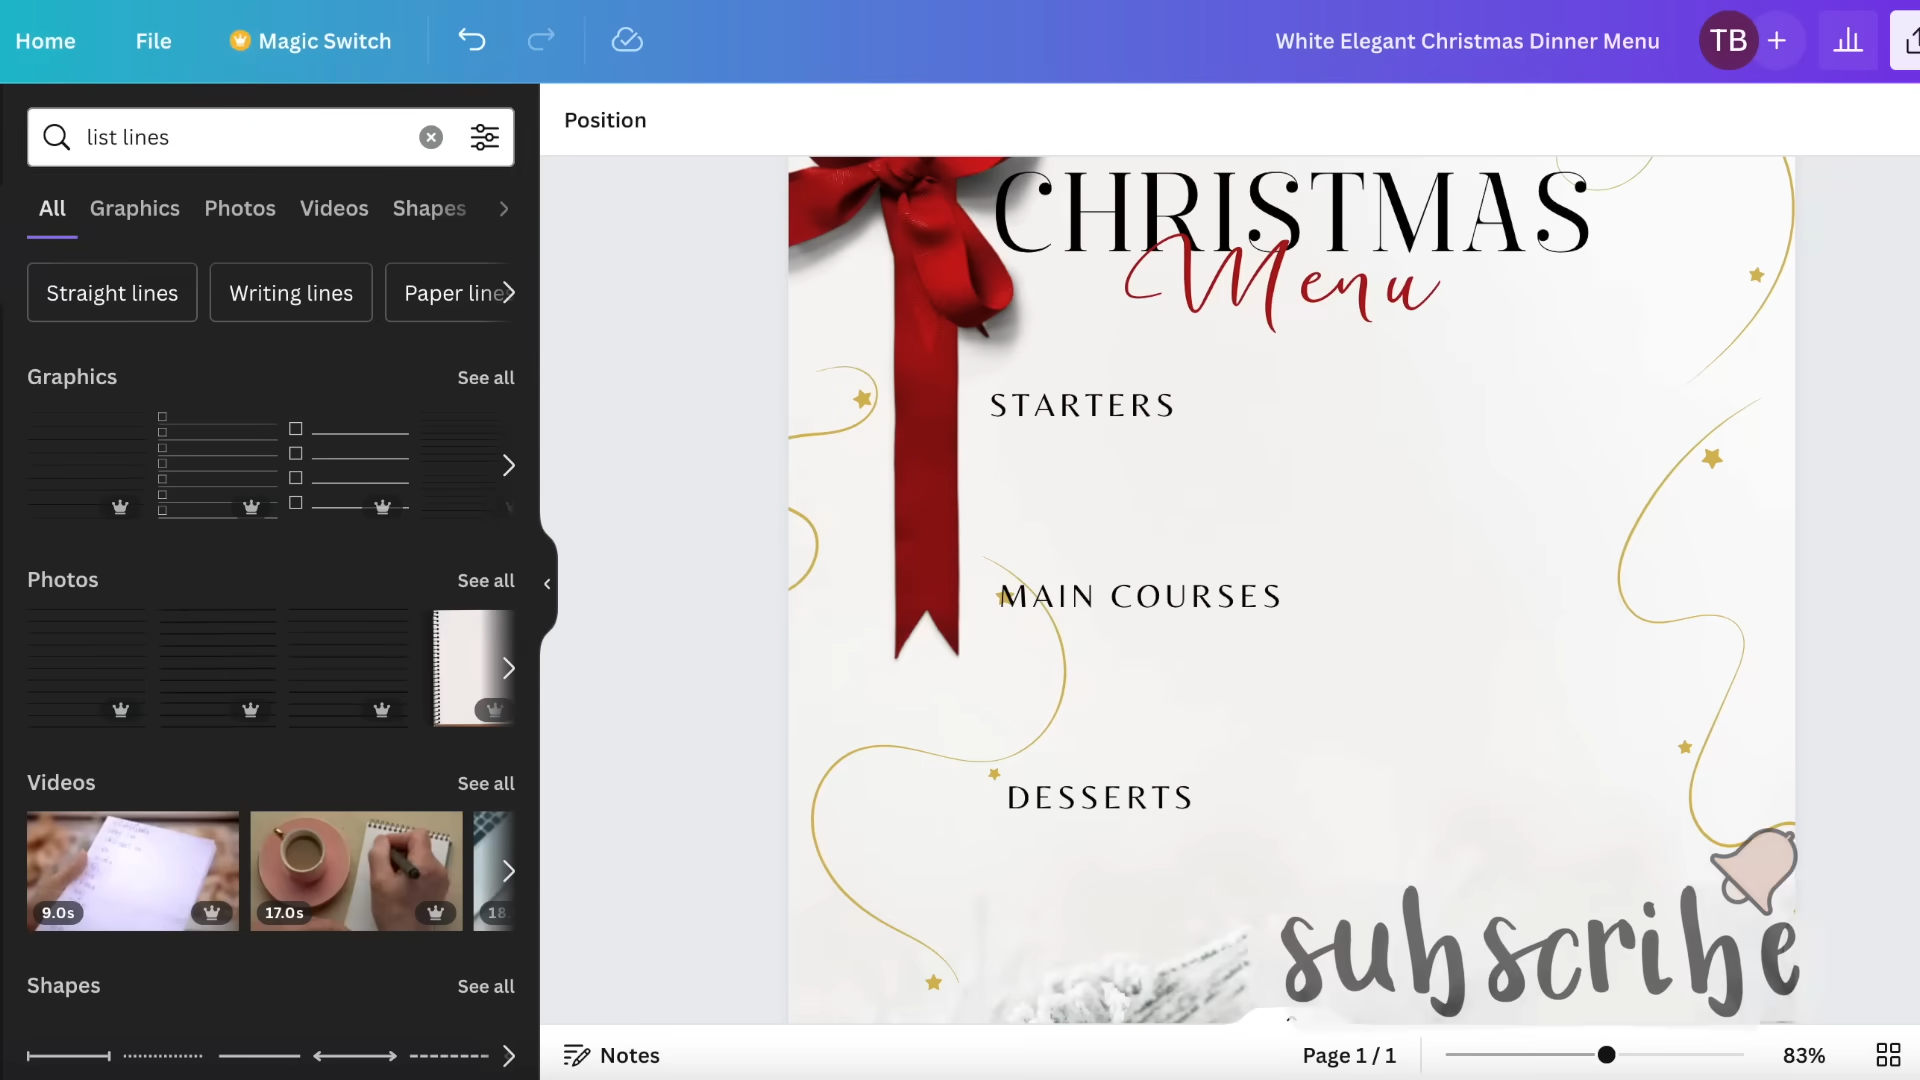 Home File Magic Switch White Elegant Christmas Dinner Menu TB +
list lines
Position
All Graphics Photos Videos Shapes
Straight lines Writing lines Paper line
Graphics See all
Photos See all
Videos See all
9.0s 17.0s 18.
Shapes See all
CHRISTMAS
Menu
STARTERS
MAIN COURSES
DESSERTS
subscribe
Notes Page 1 / 1 83%